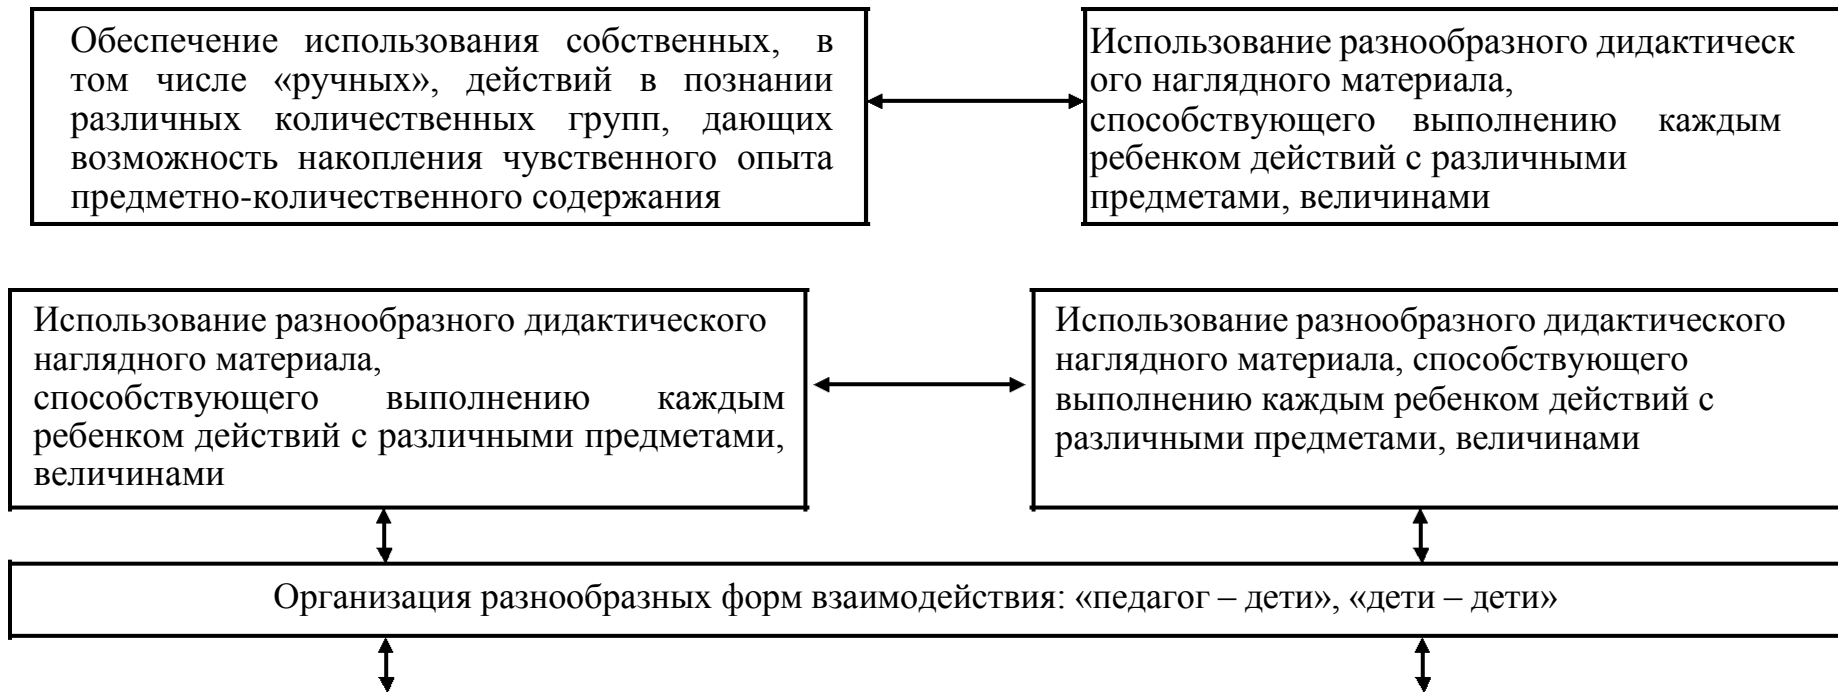 Обеспечение использования собственных, в
том числе «ручных», действий в познании
различных количественных групп, дающих
возможность накопления чувственного опыта
предметно-количественного содержания
Использование разнообразного дидактическ
ого наглядного материала,
способствующего выполнению каждым
ребенком действий с различными
предметами, величинами
Использование разнообразного дидактического
наглядного материала,
способствующего выполнению каждым
ребенком действий с различными предметами,
величинами
Использование разнообразного дидактического
наглядного материала, способствующего
выполнению каждым ребенком действий с
различными предметами, величинами
Организация разнообразных форм взаимодействия: «педагог – дети», «дети – дети»